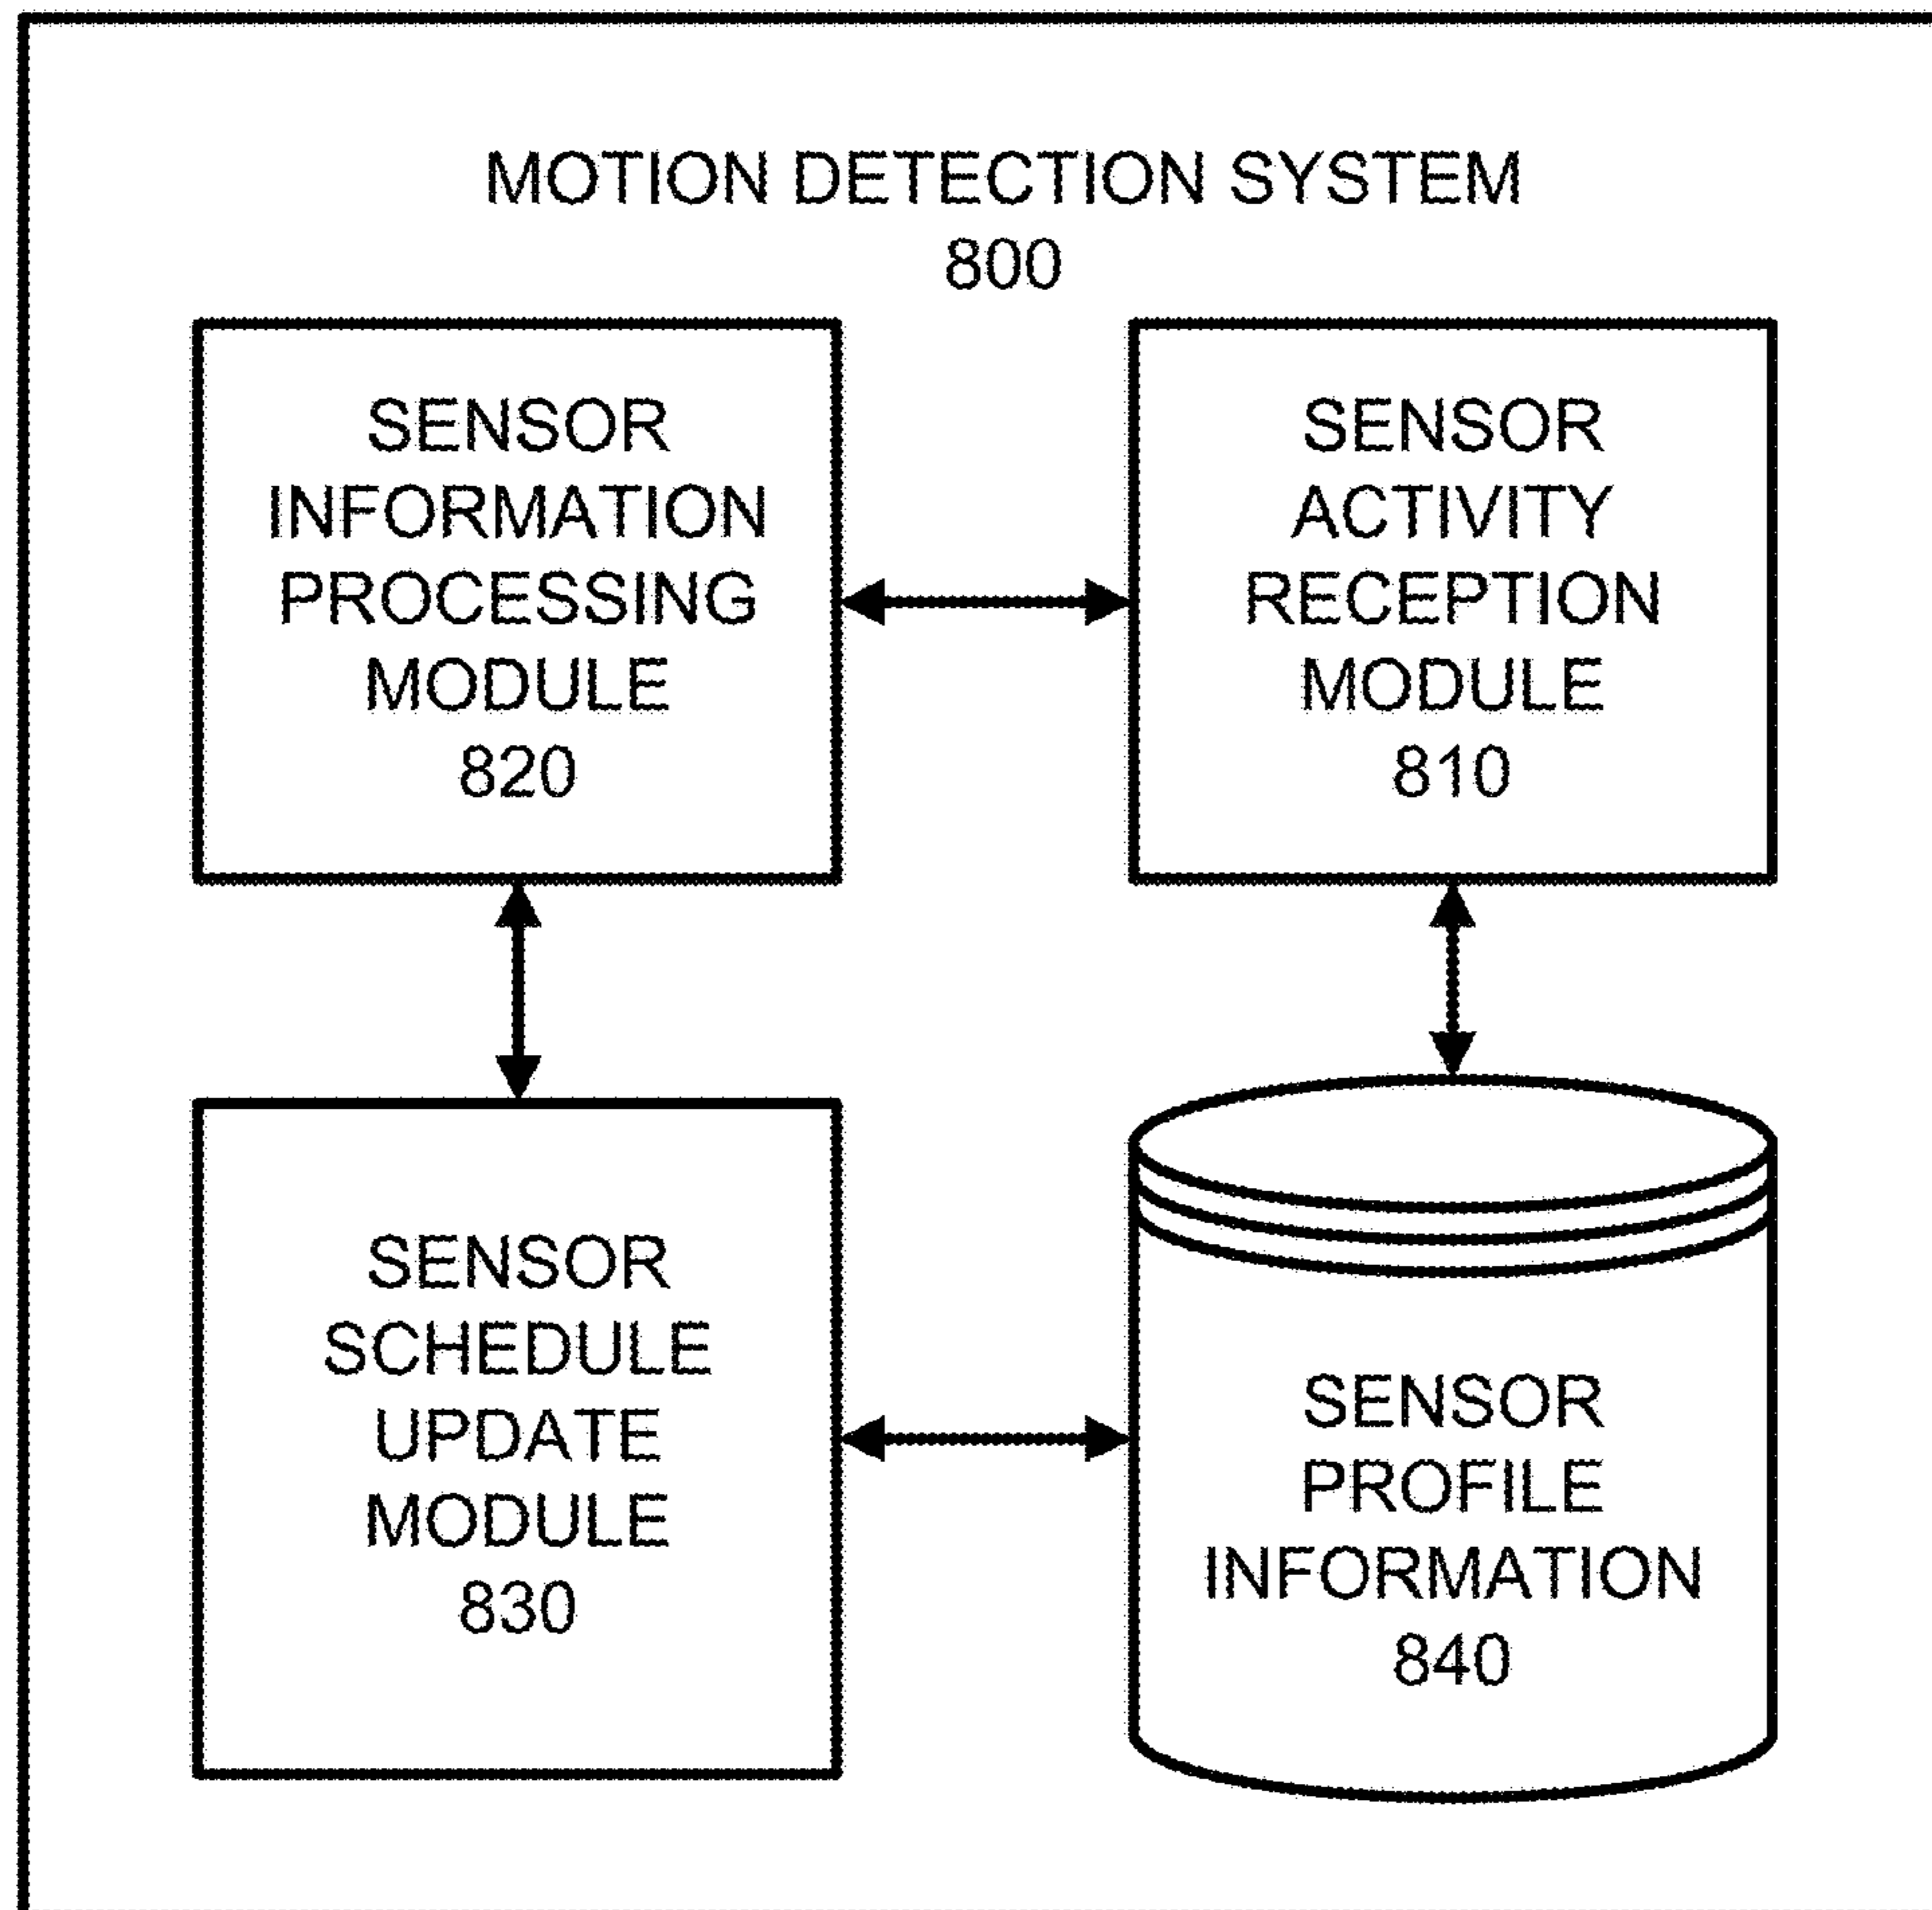 MOTION DETECTION SYSTEM
800
SENSOR
INFORMATION
PROCESSING
MODULE
820
SENSOR
ACTIVITY
RECEPTION
MODULE
810
SENSOR
SCHEDULE
UPDATE
MODULE
830
SENSOR
PROFILE
INFORMATION
840